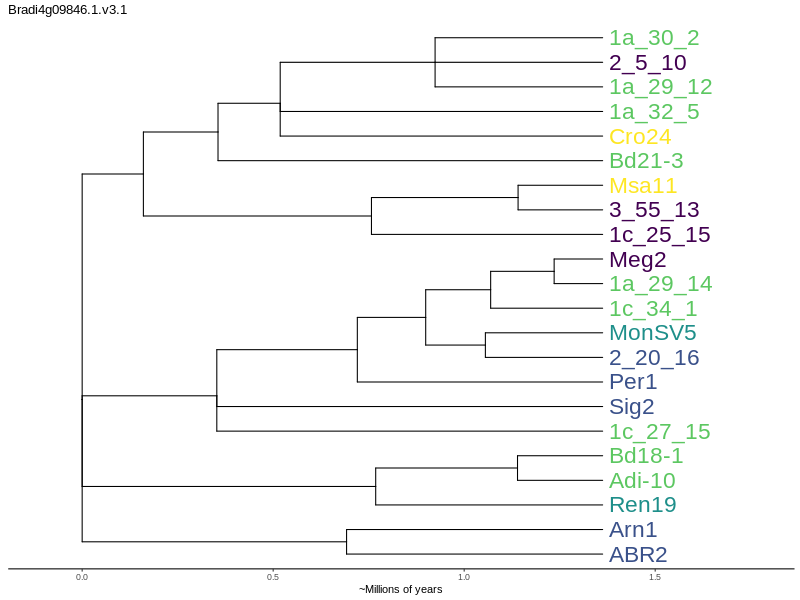 Bradi4g09846.1.v3.1
1a_30_2
2_5_10
1a_29_12
1a_32_5
Cro24
Bd21-3
Msa11
3_55_13
1c_25_15
Meg2
1a_29_14
1c_34_1
MonSV5
2_20_16
Per1
Sig2
1c_27_15
Bd18-1
Adi-10
Ren19
Arn1
ABR2
0.0 0.5 1.0 1.5
~Millions of years